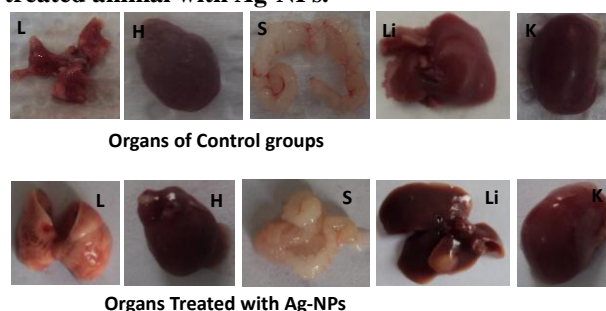 treated animal with Ag-NPs.
L H S Li K
Organs of Control groups
L H S Li K
Organs Treated with Ag-NPs